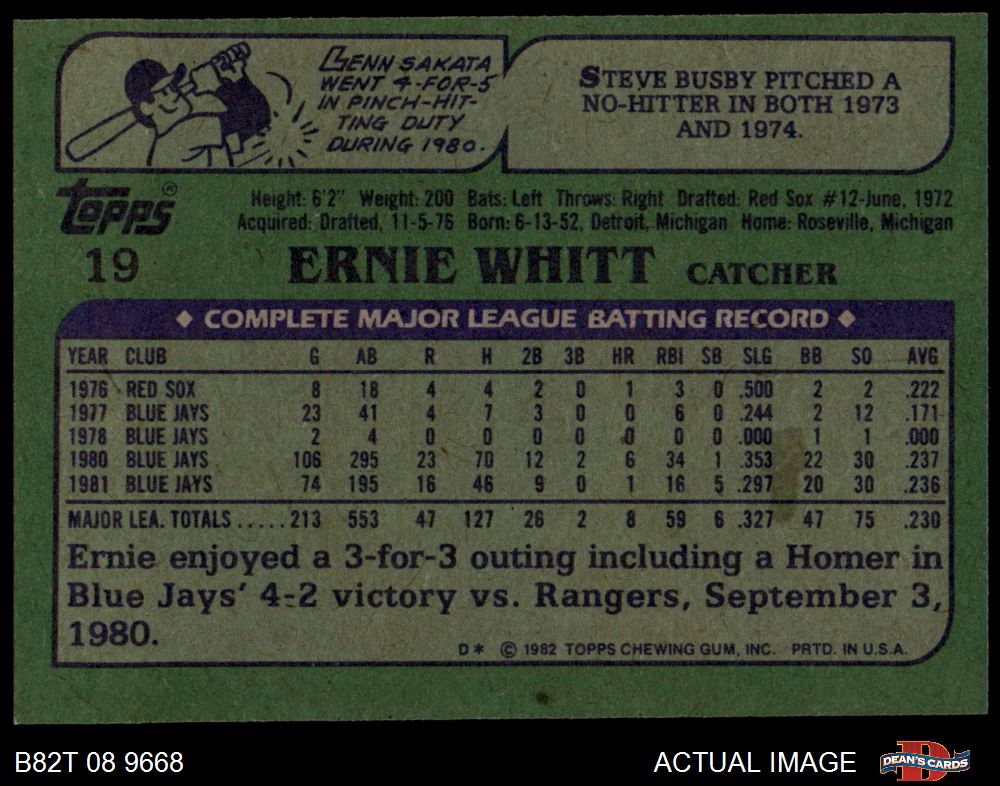 LENN SAKATA
WENT 4-FOR-5
IN PINCH-HIT-
TING DUTY
DURING 1980.
STEVE BUSBY PITCHED A
NO-HITTER IN BOTH 1973
AND 1974.
TOPPS®
Height: 6'2" Weight: 200 Bats: Left Throws: Right Drafted: Red Sox #12-June, 1972
Acquired: Drafted, 11-5-76 Born: 6-13-52, Detroit, Michigan Home: Roseville, Michigan
19 ERNIE WHITT CATCHER
◆ COMPLETE MAJOR LEAGUE BATTING RECORD ◆
YEAR CLUB G AB R H 2B 3B HR RBI SB SLG BB SO AVG
1976 RED SOX 8 18 4 4 2 0 1 3 0 .500 2 2 .222
1977 BLUE JAYS 23 41 4 7 3 0 0 6 0 .244 2 12 .171
1978 BLUE JAYS 2 4 0 0 0 0 0 0 0 .000 1 1 .000
1980 BLUE JAYS 106 295 23 70 12 2 6 34 1 .353 22 30 .237
1981 BLUE JAYS 74 195 16 46 9 0 1 16 5 .297 20 30 .236
MAJOR LEA. TOTALS.....213 553 47 127 26 2 8 59 6 .327 47 75 .230
Ernie enjoyed a 3-for-3 outing including a Homer in
Blue Jays' 4-2 victory vs. Rangers, September 3,
1980.
D* © 1982 TOPPS CHEWING GUM, INC. PRTD. IN U.S.A.
B82T 08 9668 ACTUAL IMAGE D DEAN'S CARDS